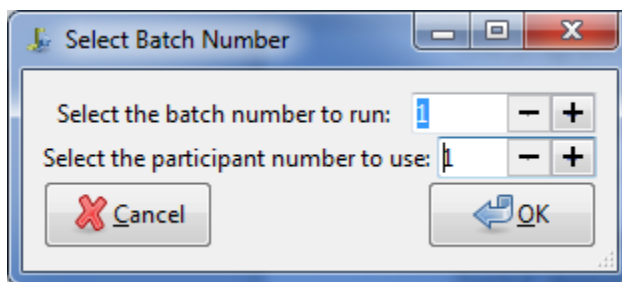 Select Batch Number
Select the batch number to run: 1
Select the participant number to use: 1
Cancel OK